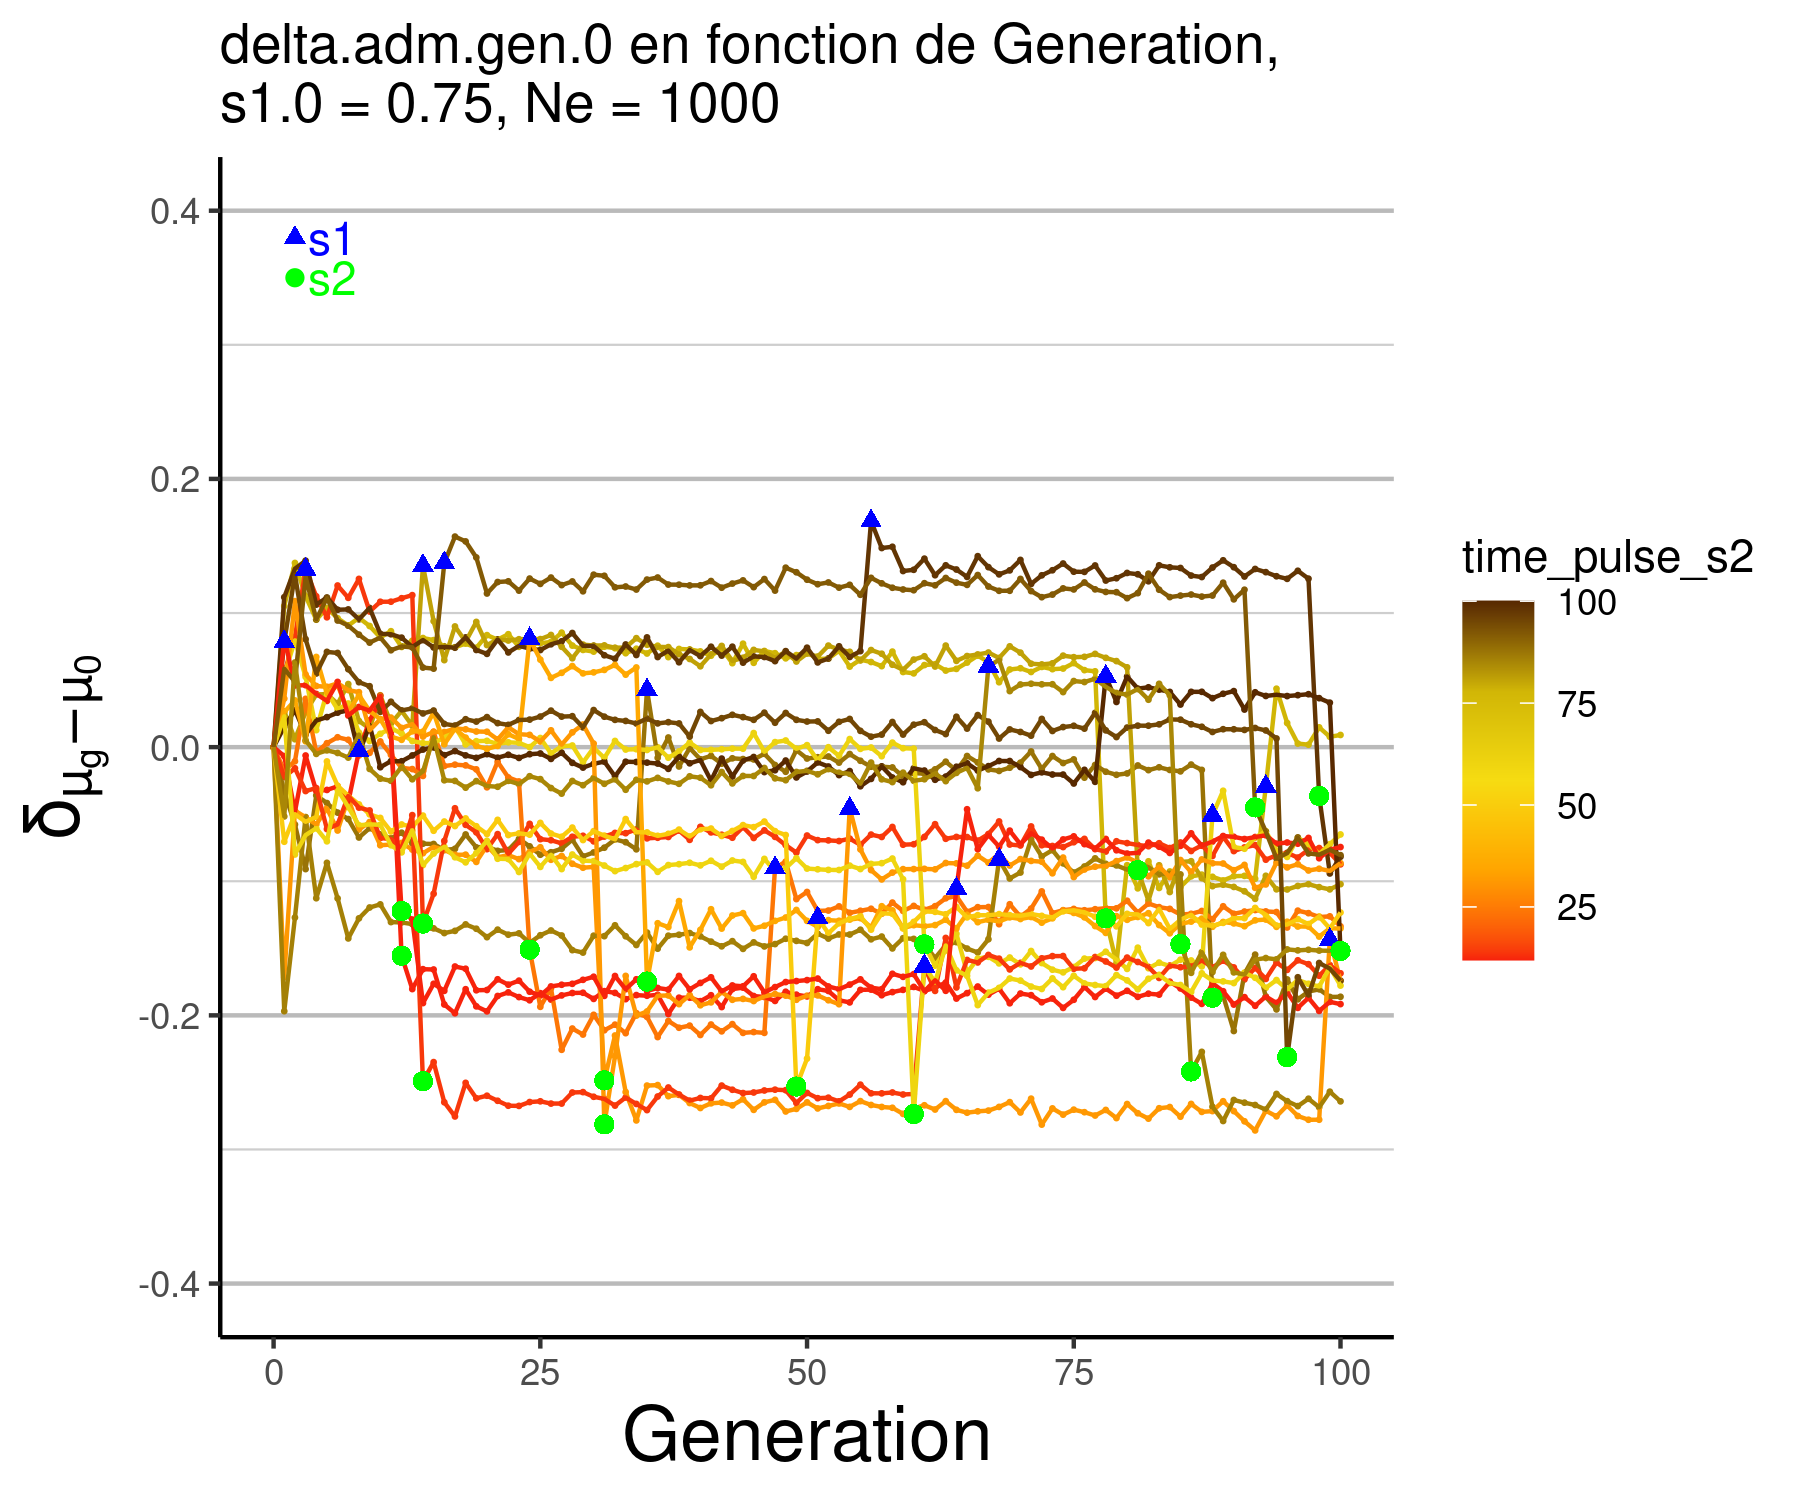 delta.adm.gen.0 en fonction de Generation,
s1.0 = 0.75, Ne = 1000
0.4
0.2
0.0
-0.2
-0.4
s1
s2
δμg−μ0
0
25
50
75
100
Generation
time_pulse_s2
100
75
50
25